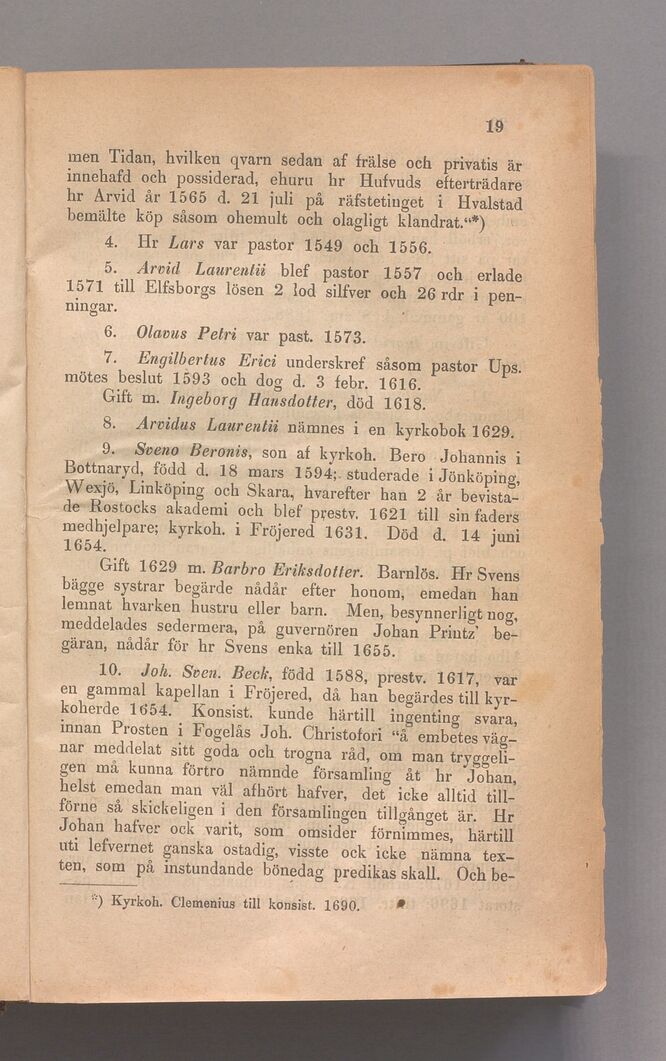 19
men Tidan, hvilken qvarn sedan af frälse och privatis är
innehafd och possiderad, ehuru hr Hufvuds efterträdare
hr Arvid år 1565 d. 21 juli på räfstetinget i Hvalstad
bemälte köp såsom ohemult och olagligt klandrat.“*)
4. Hr Lars var pastor 1549 och 1556.
5. Arvid Laurentii blef pastor 1557 och erlade
1571 till Elfsborgs lösen 2 lod silfver och 26 rdr i pen-
ningar.
6. Olavus Petri var past. 1573.
7. Engilbertus Erici underskref såsom pastor Ups.
mötes beslut 1593 och dog d. 3 febr. 1616.
Gift m. Ingeborg Hansdotter, död 1618.
8. Arvidus Laurentii nämnes i en kyrkobok 1629.
9. Sveno Beronis, son af kyrkoh. Bero Johannis i
Bottnaryd, född d. 18 mars 1594; studerade i Jönköping,
Wexjö, Linköping och Skara, hvarefter han 2 år bevista-
de Rostocks akademi och blef prestv. 1621 till sin faders
medhjelpare; kyrkoh. i Fröjered 1631. Död d. 14 juni
1654.
Gift 1629 m. Barbro Eriksdotter. Barnlös. Hr Svens
bägge systrar begärde nådår efter honom, emedan han
lemnat hvarken hustru eller barn. Men, besynnerligt nog,
meddelades sedermera, på guvernören Johan Printz’ be-
gäran, nådår för hr Svens enka till 1655.
10. Joh. Sven. Beck, född 1588, prestv. 1617, var
en gammal kapellan i Fröjered, då han begärdes till kyr-
koherde 1654. Konsist. kunde härtill ingenting svara,
innan Prosten i Fogelås Joh. Christofori “å embetes väg-
nar meddelat sitt goda och trogna råd, om man tryggeli-
gen må kunna förtro nämnde församling åt hr Johan,
helst emedan man väl afhört hafver, det icke alltid till-
förne så skickeligen i den församlingen tillgånget är. Hr
Johan hafver ock varit, som omsider förnimmes, härtill
uti lefvernet ganska ostadig, visste ock icke nämna tex-
ten, som på instundande bönedag predikas skall. Och be-
*) Kyrkoh. Clemenius till konsist. 1690.